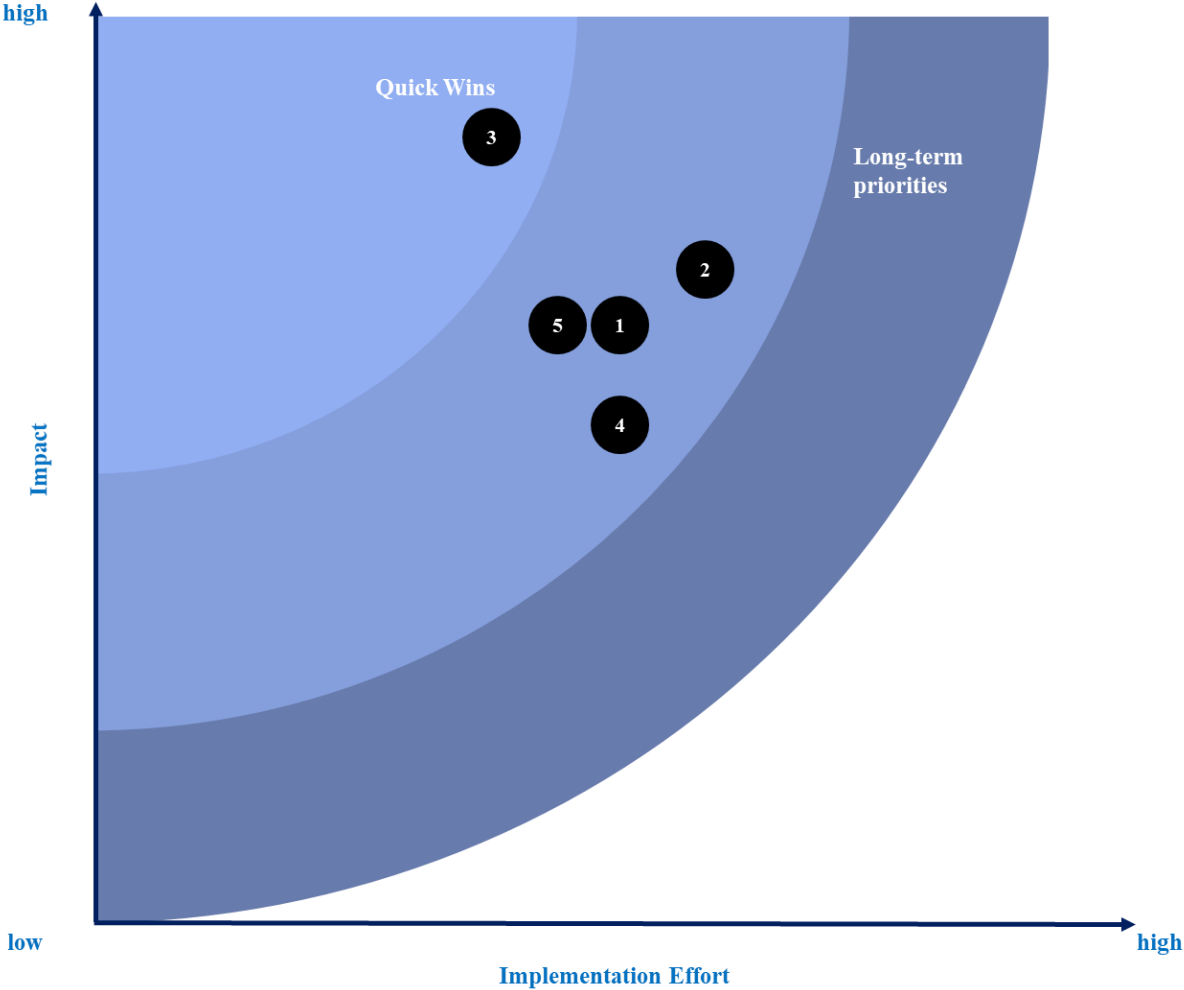 high
Quick Wins
3
Long-term
priorities
2
5
1
4
Impact
low
high
Implementation Effort